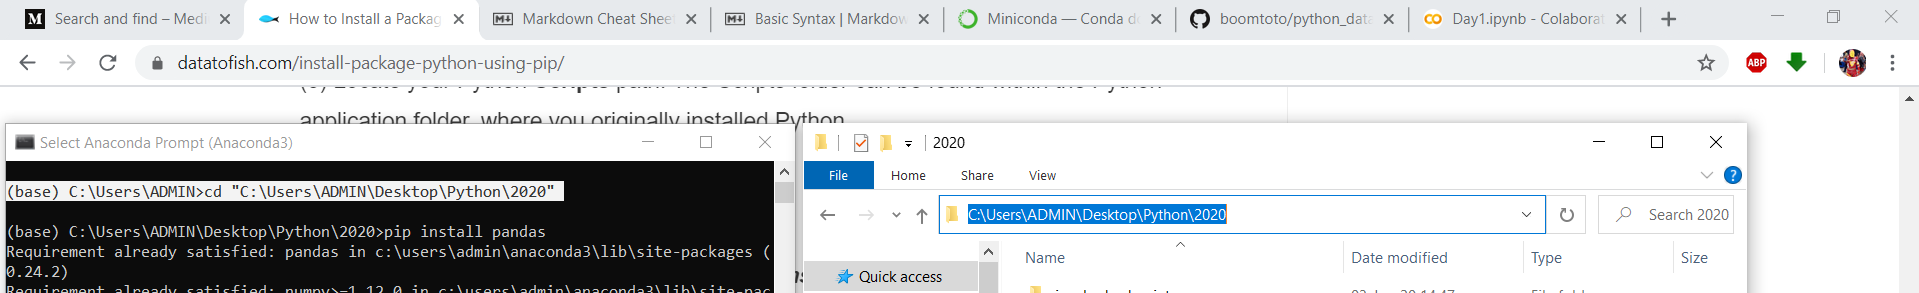 Search and find – Medi
How to Install a Packag
Markdown Cheat Shee
Basic Syntax | Markdow
Miniconda — Conda d
boomtoto/python_data
Day1.ipynb - Colaborat
datatofish.com/install-package-python-using-pip/
ABP
application folder, where you originally installed Python
Select Anaconda Prompt (Anaconda3)
(base) C:\Users\ADMIN>cd "C:\Users\ADMIN\Desktop\Python\2020"
(base) C:\Users\ADMIN\Desktop\Python\2020>pip install pandas
Requirement already satisfied: pandas in c:\users\admin\anaconda3\lib\site-packages (
0.24.2)
Requirement already satisfied: numpy>=1.12.0 in c:\users\admin\anaconda3\lib\site-pac
2020
File Home Share View
C:\Users\ADMIN\Desktop\Python\2020
Search 2020
Name Date modified Type Size
Quick access